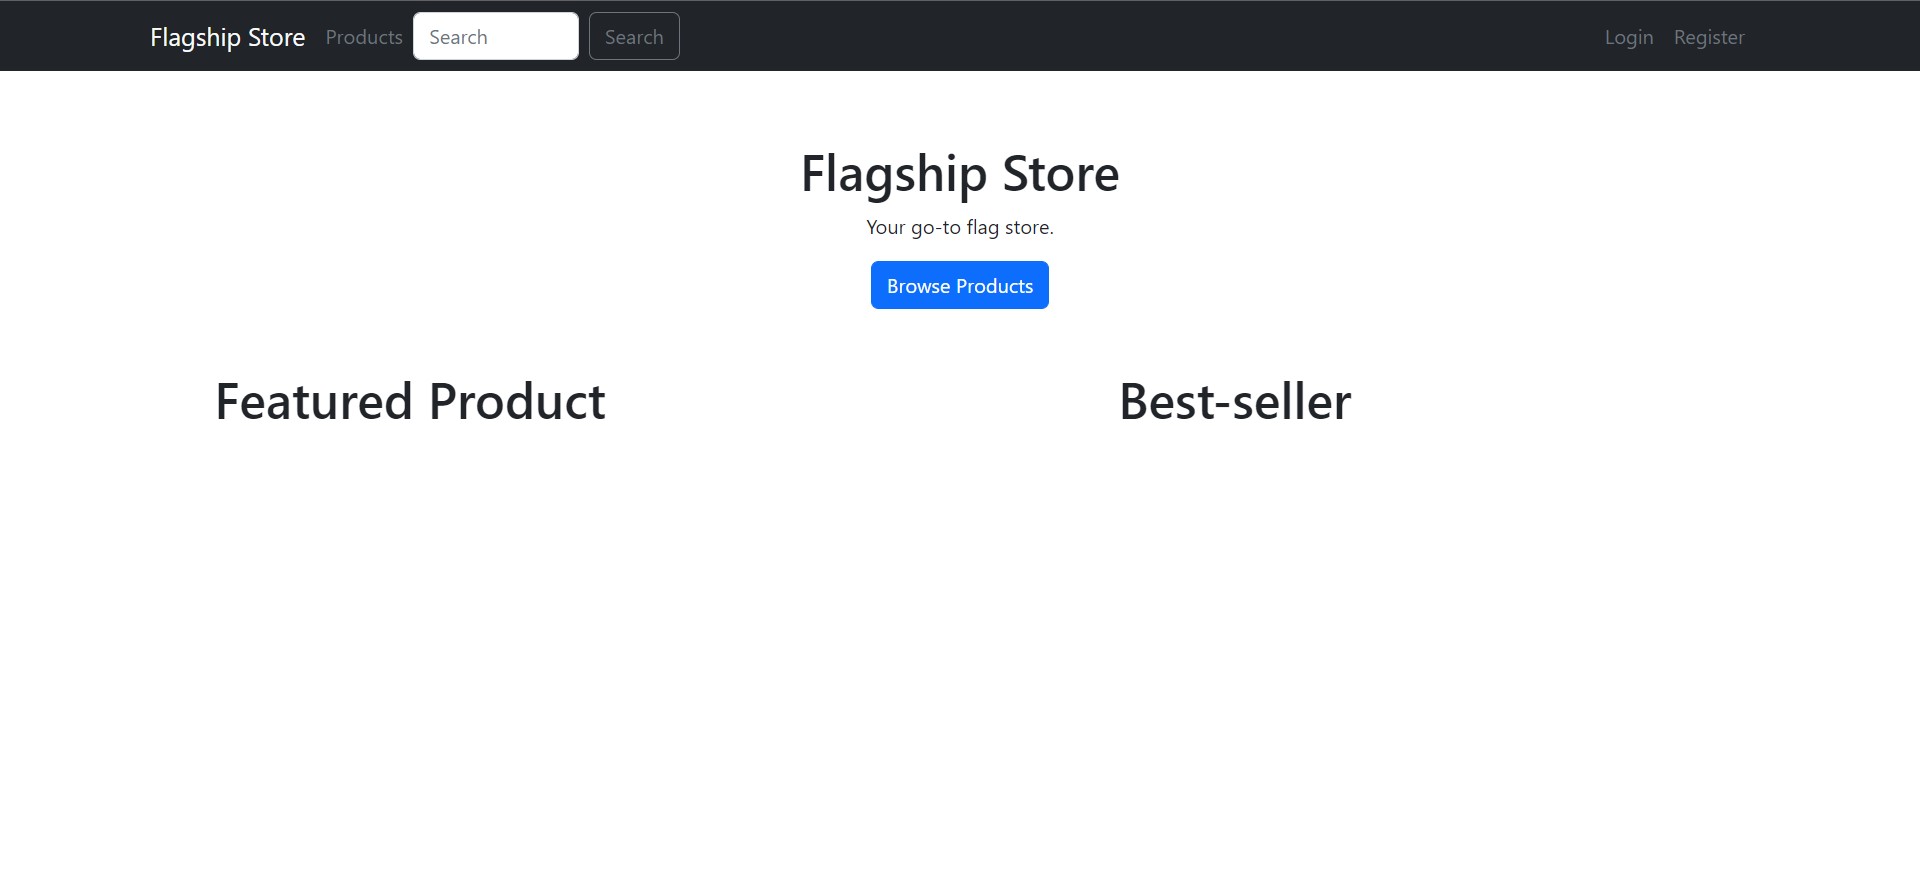 Flagship Store Products Search Search Login Register
Flagship Store
Your go-to flag store.
Browse Products
Featured Product Best-seller